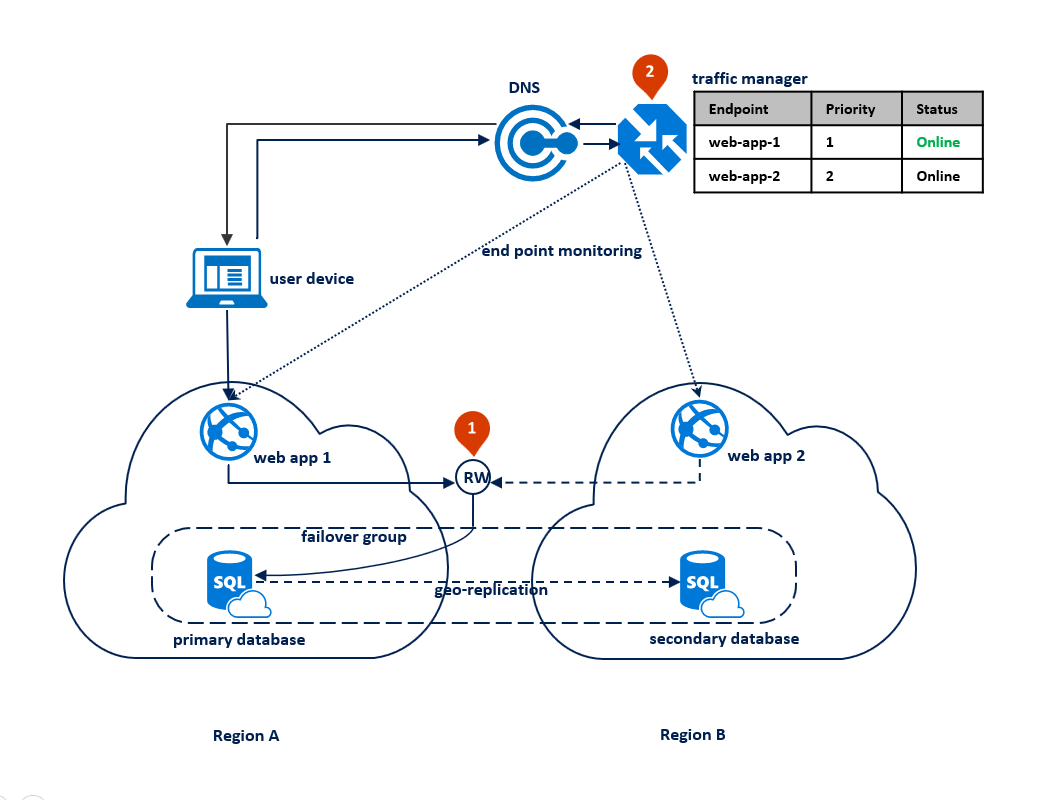 2
traffic manager
DNS
Endpoint Priority Status
web-app-1 1 Online
web-app-2 2 Online
end point monitoring
user device
1
web app 1
web app 2
RW
failover group
SQL
SQL
geo-replication
primary database
secondary database
Region A
Region B